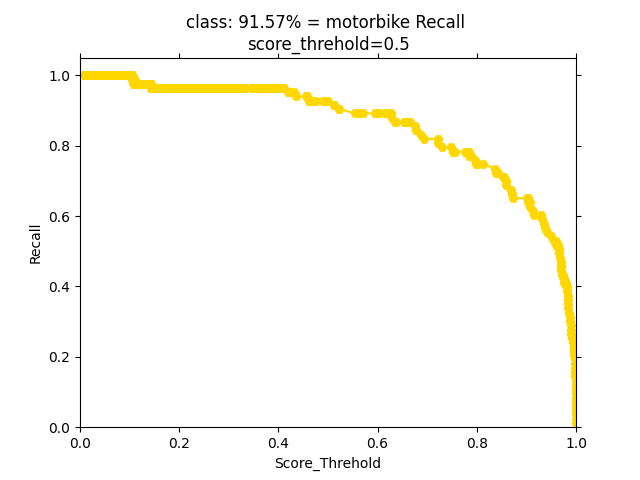 class: 91.57% = motorbike Recall
score_threhold=0.5
1.0
0.8
0.6
0.4
0.2
0.0
Recall
0.0 0.2 0.4 0.6 0.8 1.0
Score_Threhold